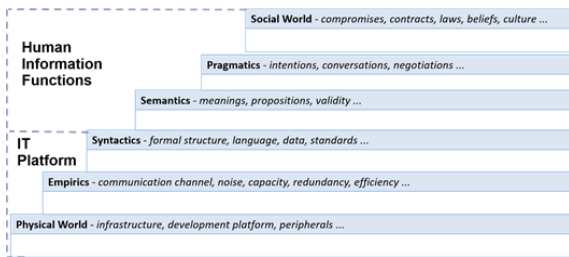 Social World - compromises, contracts, laws, beliefs, culture ...
Human
Information
Functions
Pragmatics - intentions, conversations, negotiations ...
Semantics - meanings, propositions, validity ...
IT
Platform
Syntactics - formal structure, language, data, standards ...
Empirics - communication channel, noise, capacity, redundancy, efficiency ...
Physical World - infrastructure, development platform, peripherals ...